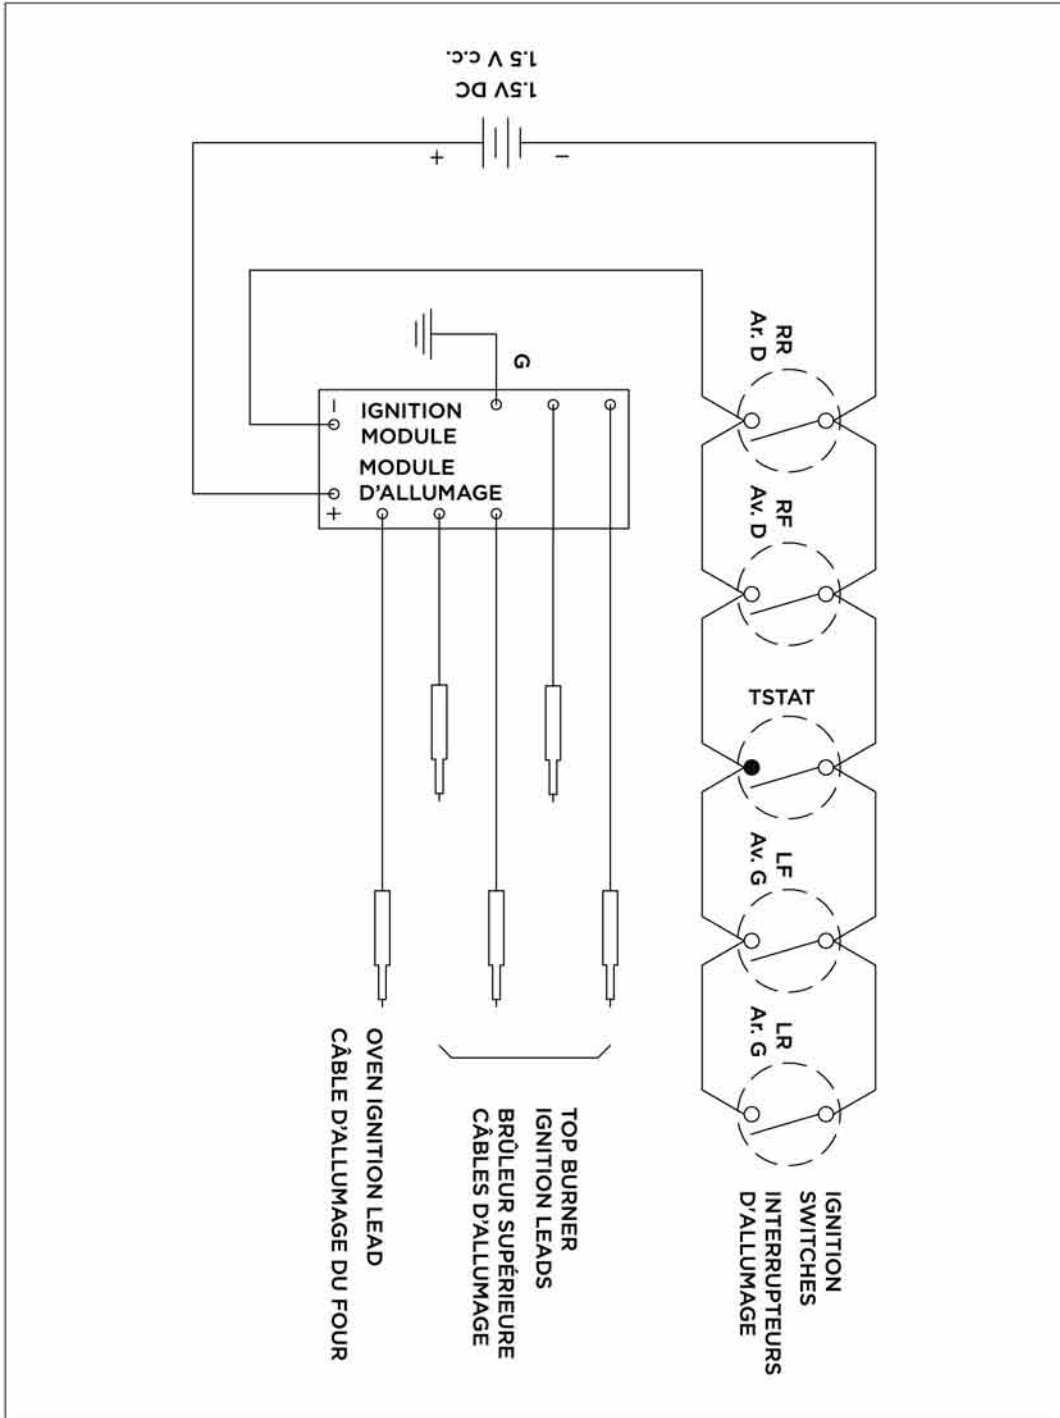 1.5V DC
1.5 V c.c.
+
−
G
−
IGNITION
MODULE
MODULE
D'ALLUMAGE
+
RR
Ar. D
RF
Av. D
TSTAT
LF
Av. G
LR
Ar. G
IGNITION
SWITCHES
INTERRUPTEURS
D'ALLUMAGE
TOP BURNER
IGNITION LEADS
BRÛLEUR SUPÉRIEURE
CÂBLES D'ALLUMAGE
OVEN IGNITION LEAD
CÂBLE D'ALLUMAGE DU FOUR